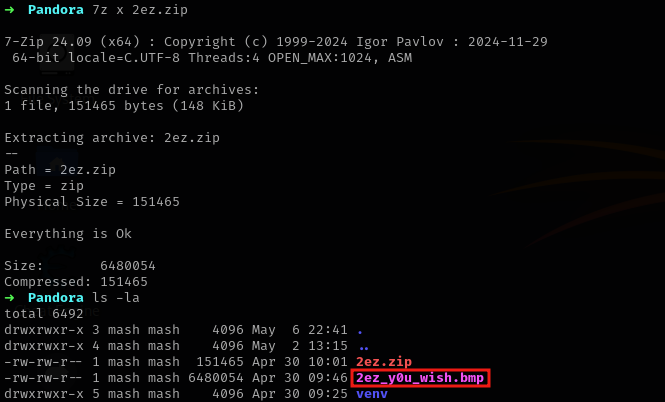 ➜  Pandora 7z x 2ez.zip
7-Zip 24.09 (x64) : Copyright (c) 1999-2024 Igor Pavlov : 2024-11-29
 64-bit locale=C.UTF-8 Threads:4 OPEN_MAX:1024, ASM
Scanning the drive for archives:
1 file, 151465 bytes (148 KiB)
Extracting archive: 2ez.zip
--
Path = 2ez.zip
Type = zip
Physical Size = 151465
Everything is Ok
Size:       6480054
Compressed: 151465
➜  Pandora ls -la
total 6492
drwxrwxr-x 3 mash mash    4096 May  6 22:41 .
drwxrwxr-x 4 mash mash    4096 May  2 13:15 ..
-rw-rw-r-- 1 mash mash  151465 Apr 30 10:01 2ez.zip
-rw-rw-r-- 1 mash mash 6480054 Apr 30 09:46 2ez_y0u_wish.bmp
drwxrwxr-x 5 mash mash    4096 Apr 30 09:25 venv